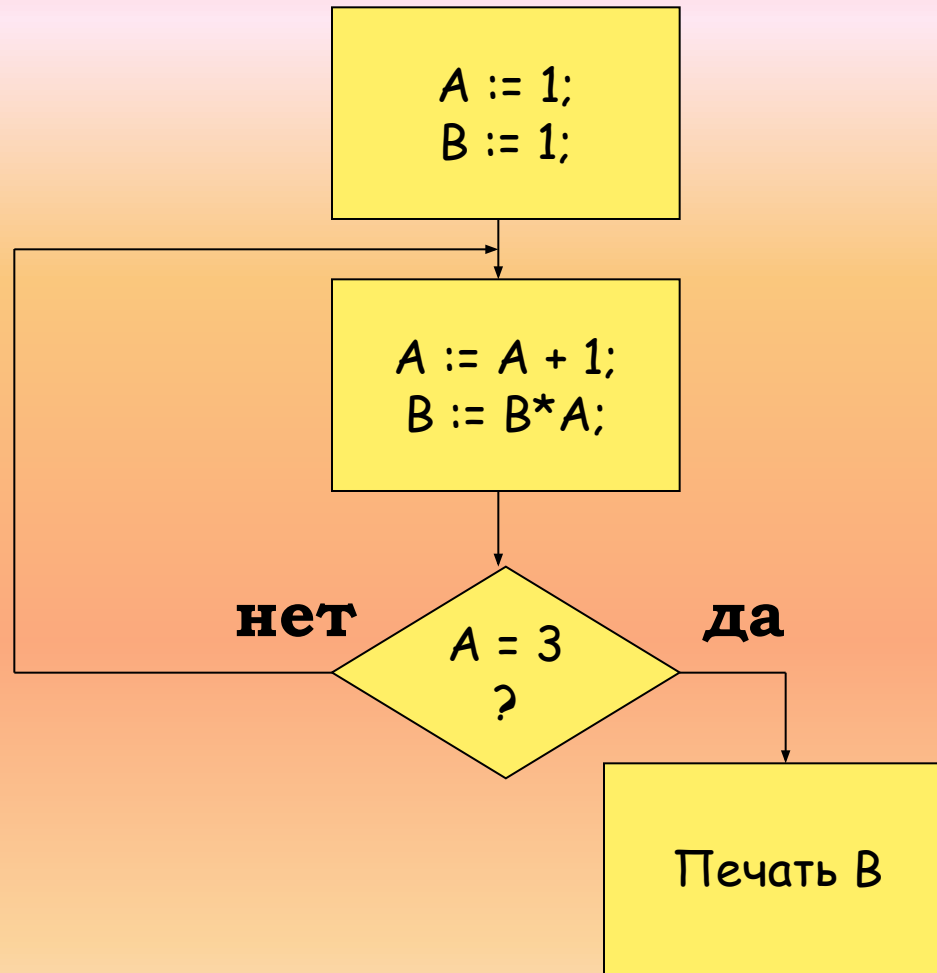 A := 1;
B := 1;
A := A + 1;
B := B*A;
нет
да
A = 3
?
Печать B